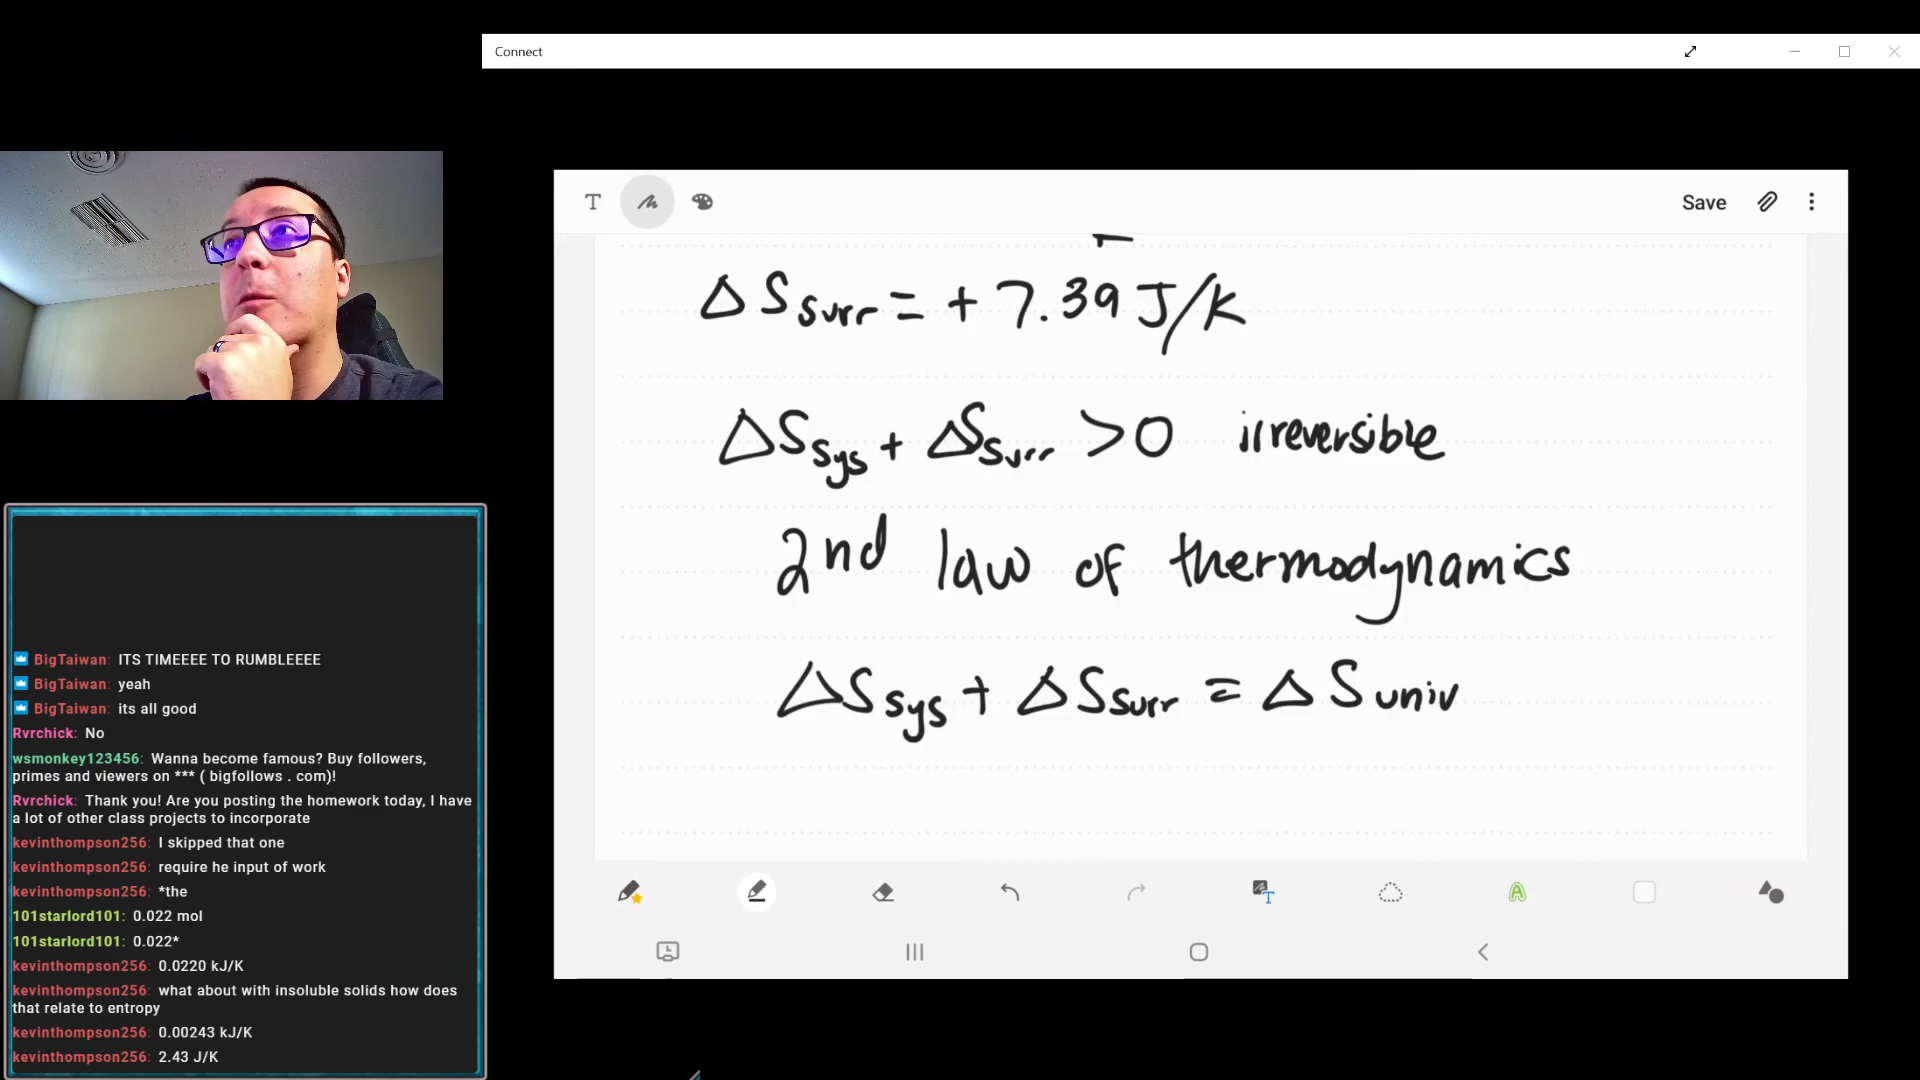 Connect
T
Save
Δ Ssurr = + 7.39 J/K
ΔSsys + ΔSsurr >0 irreversible
2nd law of thermodynamics
ΔSsys + ΔSsurr = ΔSuniv
BigTaiwan: ITS TIMEEEE TO RUMBLEEEE
BigTaiwan: yeah
BigTaiwan: its all good
Rvrchick: No
wsmonkey123456: Wanna become famous? Buy followers,
primes and viewers on *** ( bigfollows . com)!
Rvrchick: Thank you! Are you posting the homework today, I have
a lot of other class projects to incorporate
kevinthompson256: I skipped that one
kevinthompson256: require he input of work
kevinthompson256: *the
101starlord101: 0.022 mol
101starlord101: 0.022*
kevinthompson256: 0.0220 kJ/K
kevinthompson256: what about with insoluble solids how does
that relate to entropy
kevinthompson256: 0.00243 kJ/K
kevinthompson256: 2.43 J/K